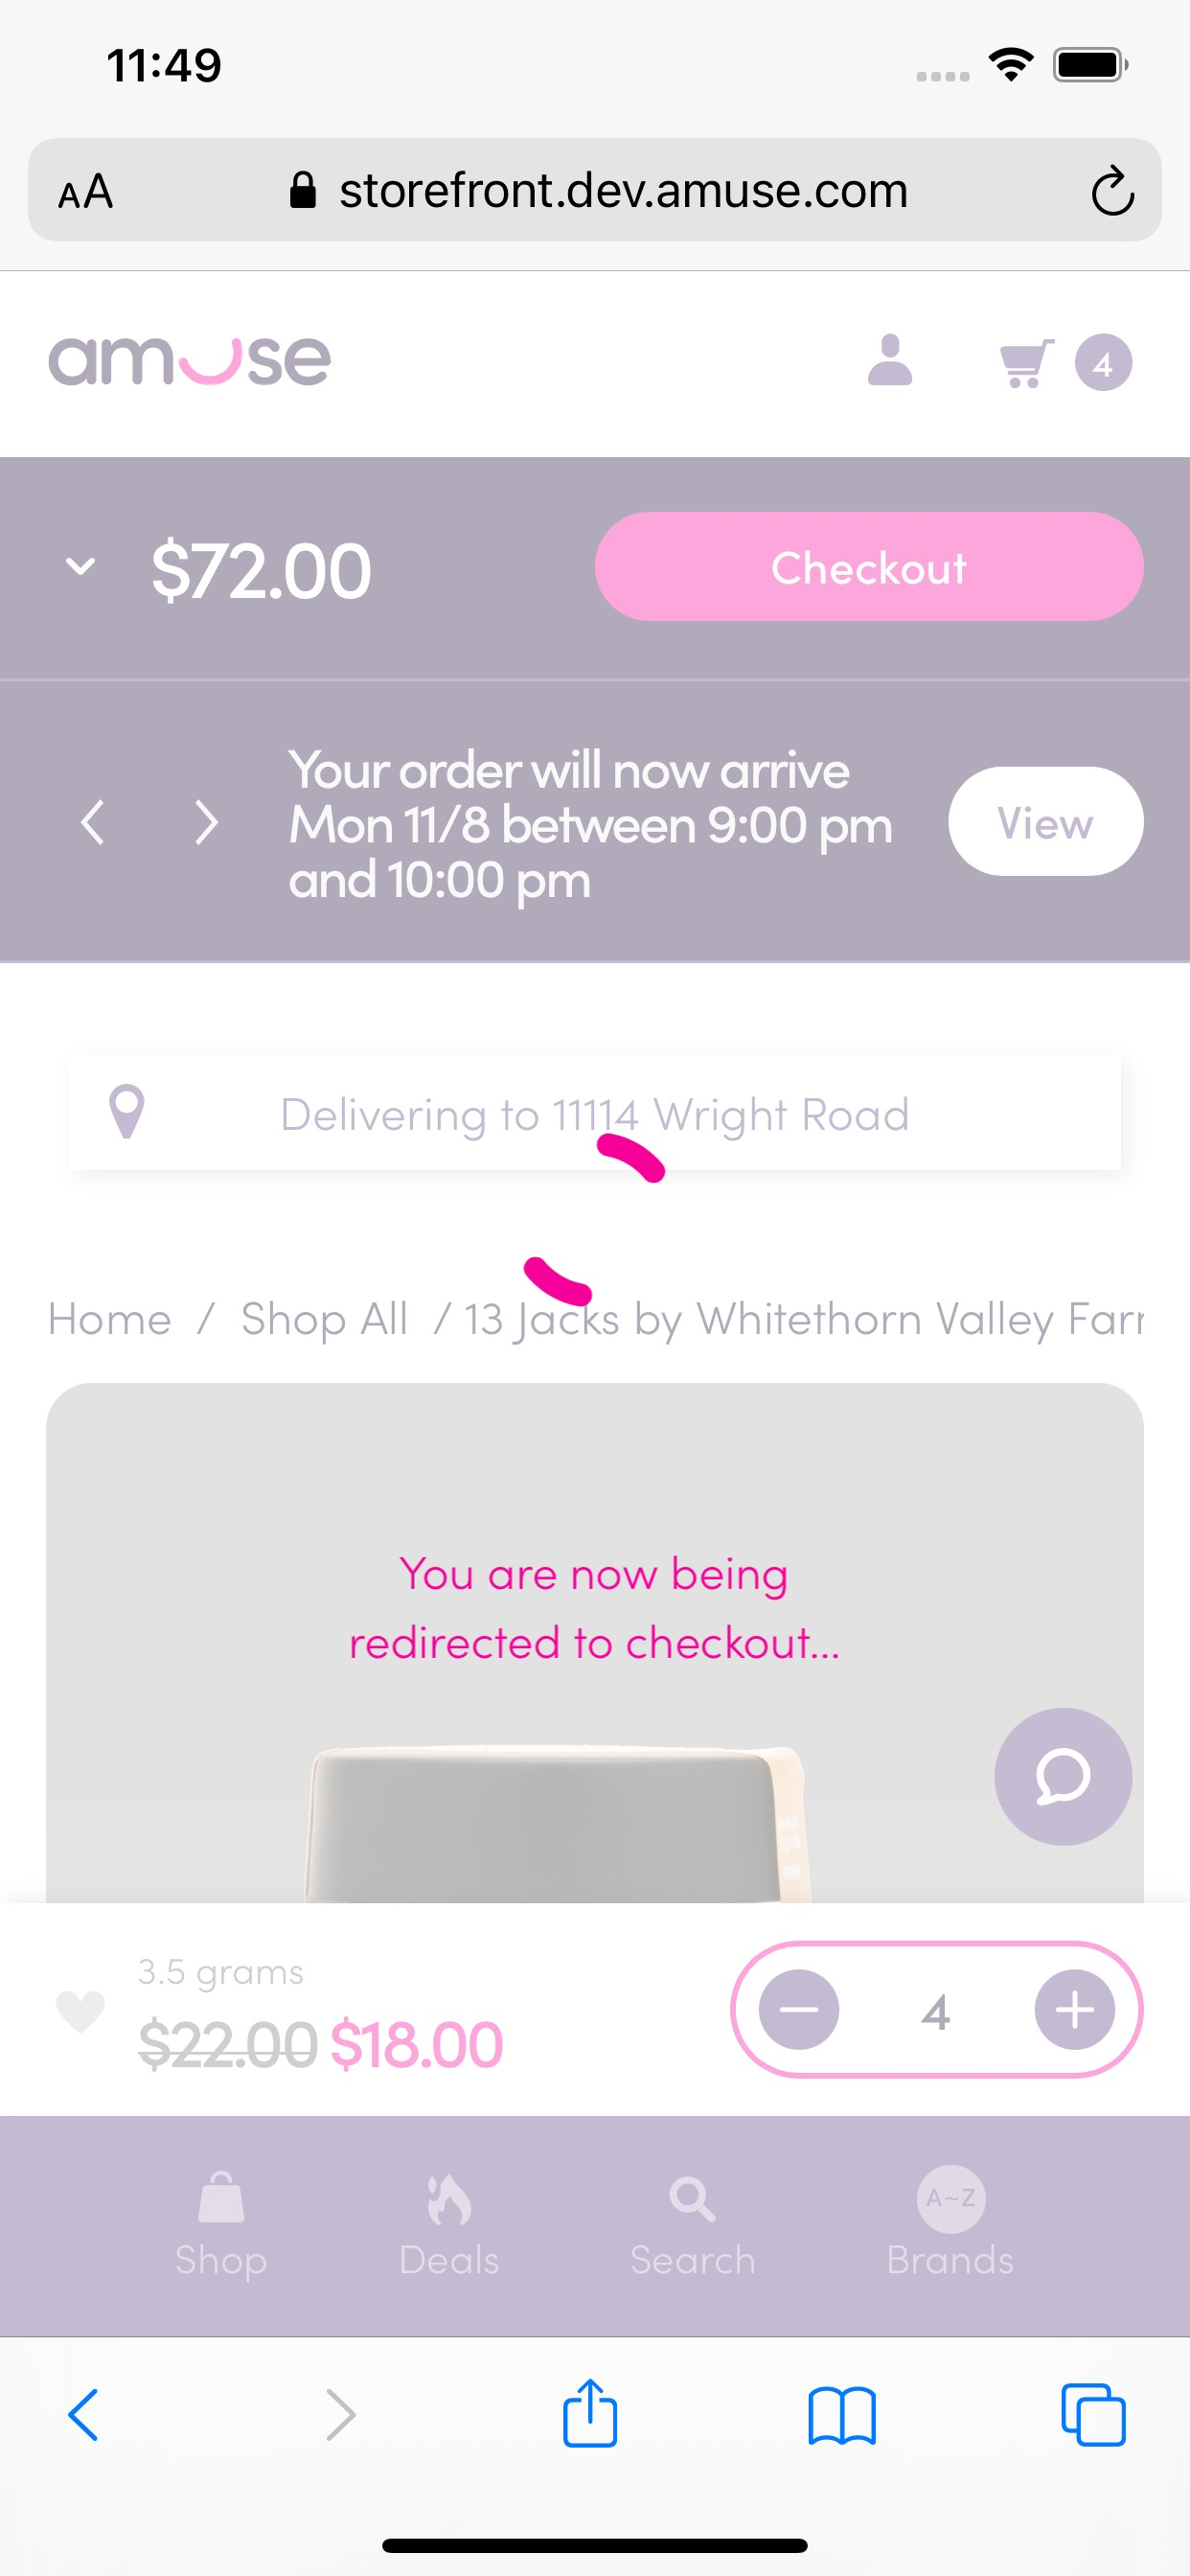 11:49
AA storefront.dev.amuse.com
amuse
4
$72.00 Checkout
Your order will now arrive
Mon 11/8 between 9:00 pm
and 10:00 pm
View
Delivering to 11114 Wright Road
Home / Shop All / 13 Jacks by Whitethorn Valley Farr
You are now being
redirected to checkout...
3.5 grams
$22.00 $18.00
4
A~Z
Shop Deals Search Brands